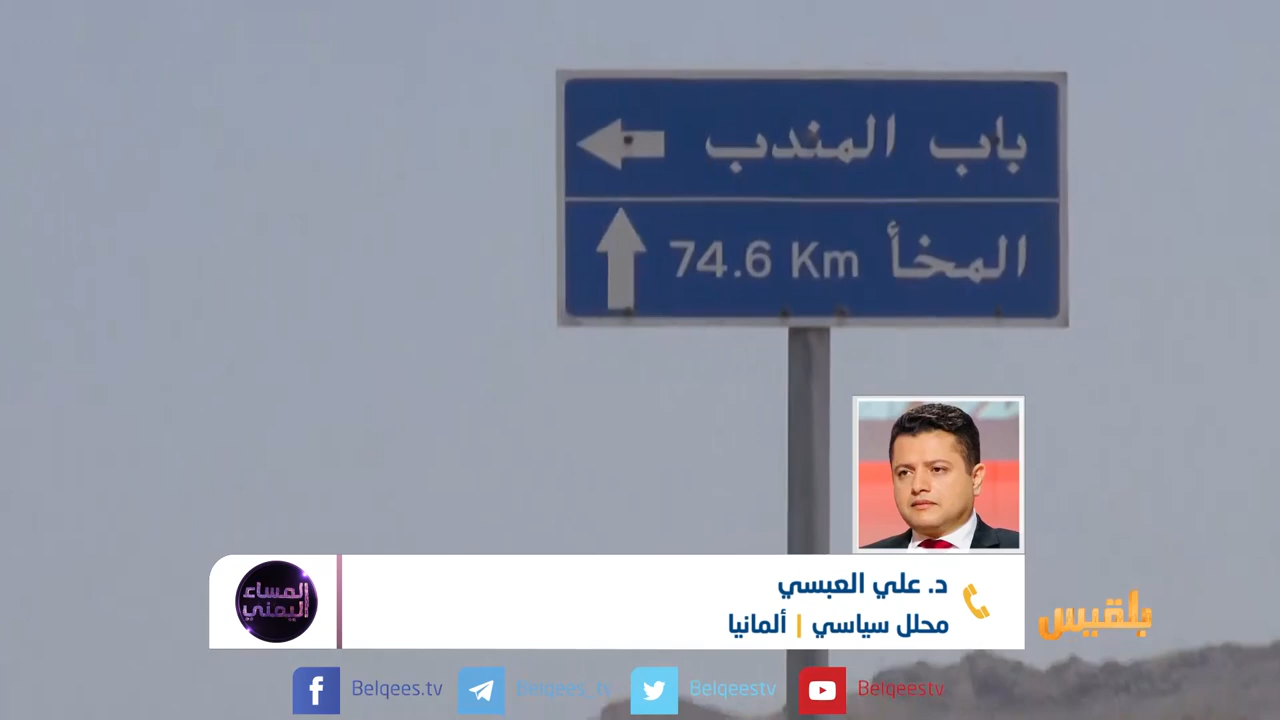 باب المندب
المخأ 74.6 Km
د. علي العبسي
محلل سياسي | ألمانيا
المساء
اليمني
بلقيس
Belqees.tv
Belqees_tv
Belqeestv
Belqeestv